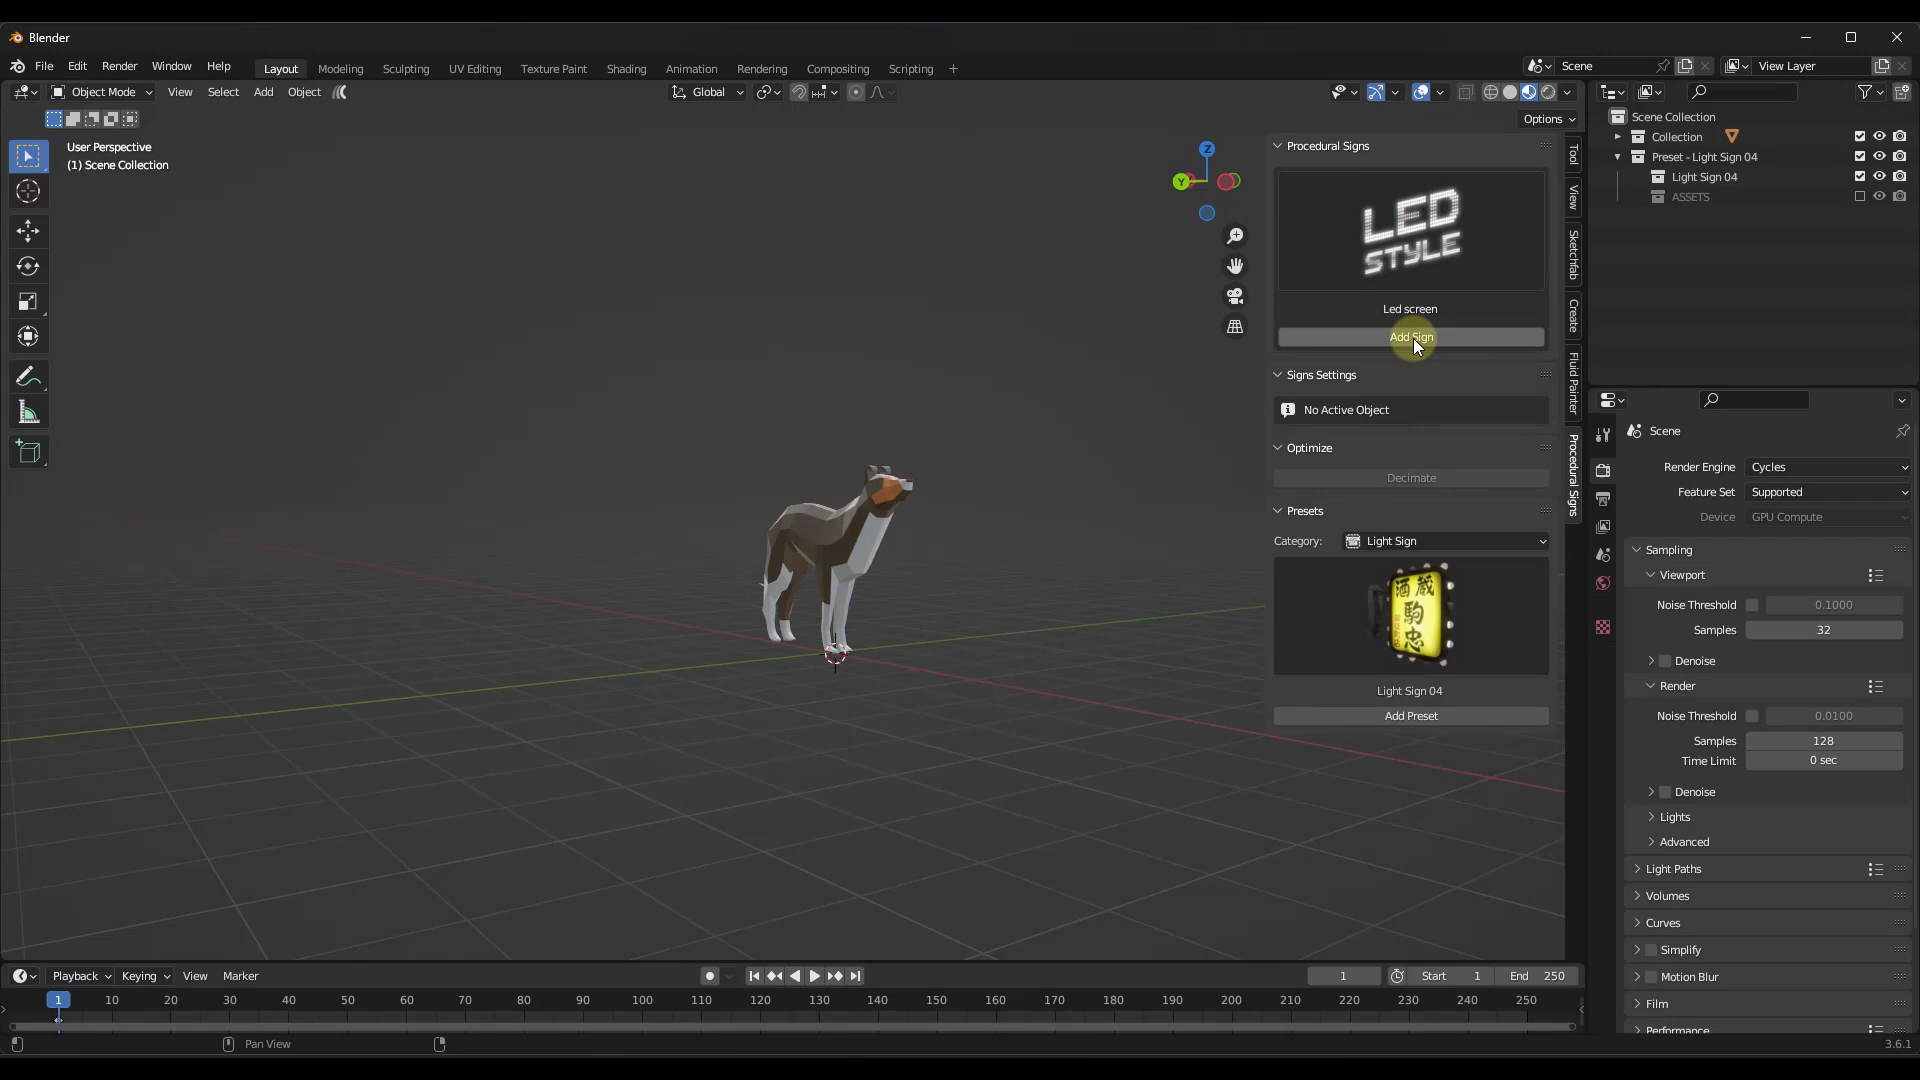 Blender
File Edit Render Window Help Layout Modeling Sculpting UV Editing Texture Paint Shading Animation Rendering Compositing Scripting + Scene View Layer
Object Mode View Select Add Object Global
Options
User Perspective
(1) Scene Collection
Z
Y
Procedural Signs
LED
STYLE
Led screen
Add Sign
Signs Settings
No Active Object
Optimize
Decimate
Presets
Category: Light Sign
酒蔵
駒
忠
Light Sign 04
Add Preset
Tool
View
Sketchfab
Create
Fluid Painter
Procedural Signs
Scene Collection
Collection
Preset - Light Sign 04
Light Sign 04
ASSETS
Scene
Render Engine Cycles
Feature Set Supported
Device GPU Compute
Sampling
Viewport
Noise Threshold 0.1000
Samples 32
Denoise
Render
Noise Threshold 0.0100
Samples 128
Time Limit 0 sec
Denoise
Lights
Advanced
Light Paths
Volumes
Curves
Simplify
Motion Blur
Film
Performance
Playback Keying View Marker 1 Start 1 End 250
1 10 20 30 40 50 60 70 80 90 100 110 120 130 140 150 160 170 180 190 200 210 220 230 240 250
Pan View
3.6.1